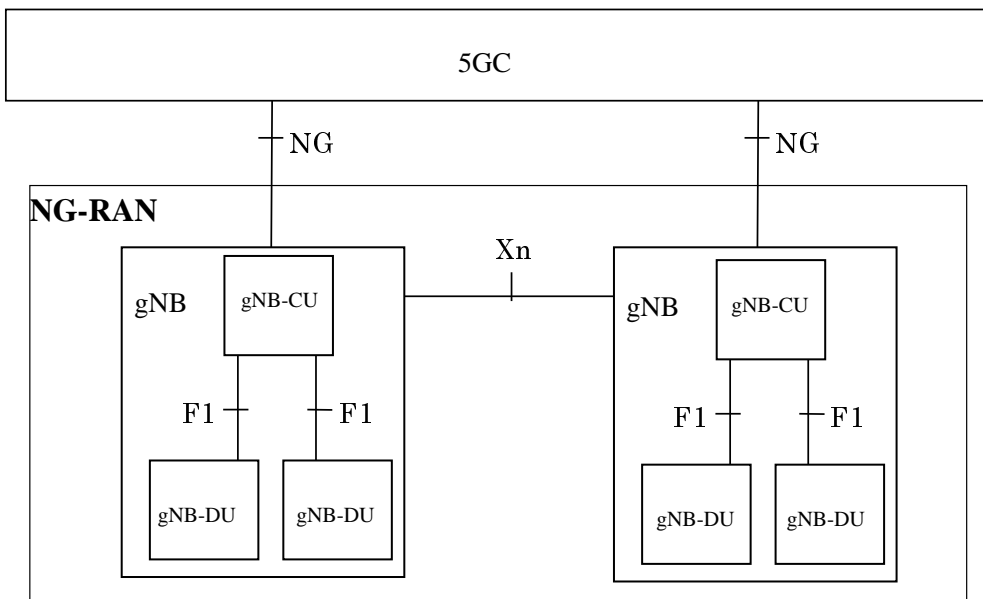 5GC
NG
NG
NG-RAN
Xn
gNB
gNB-CU
gNB
gNB-CU
F1
F1
F1
F1
gNB-DU
gNB-DU
gNB-DU
gNB-DU